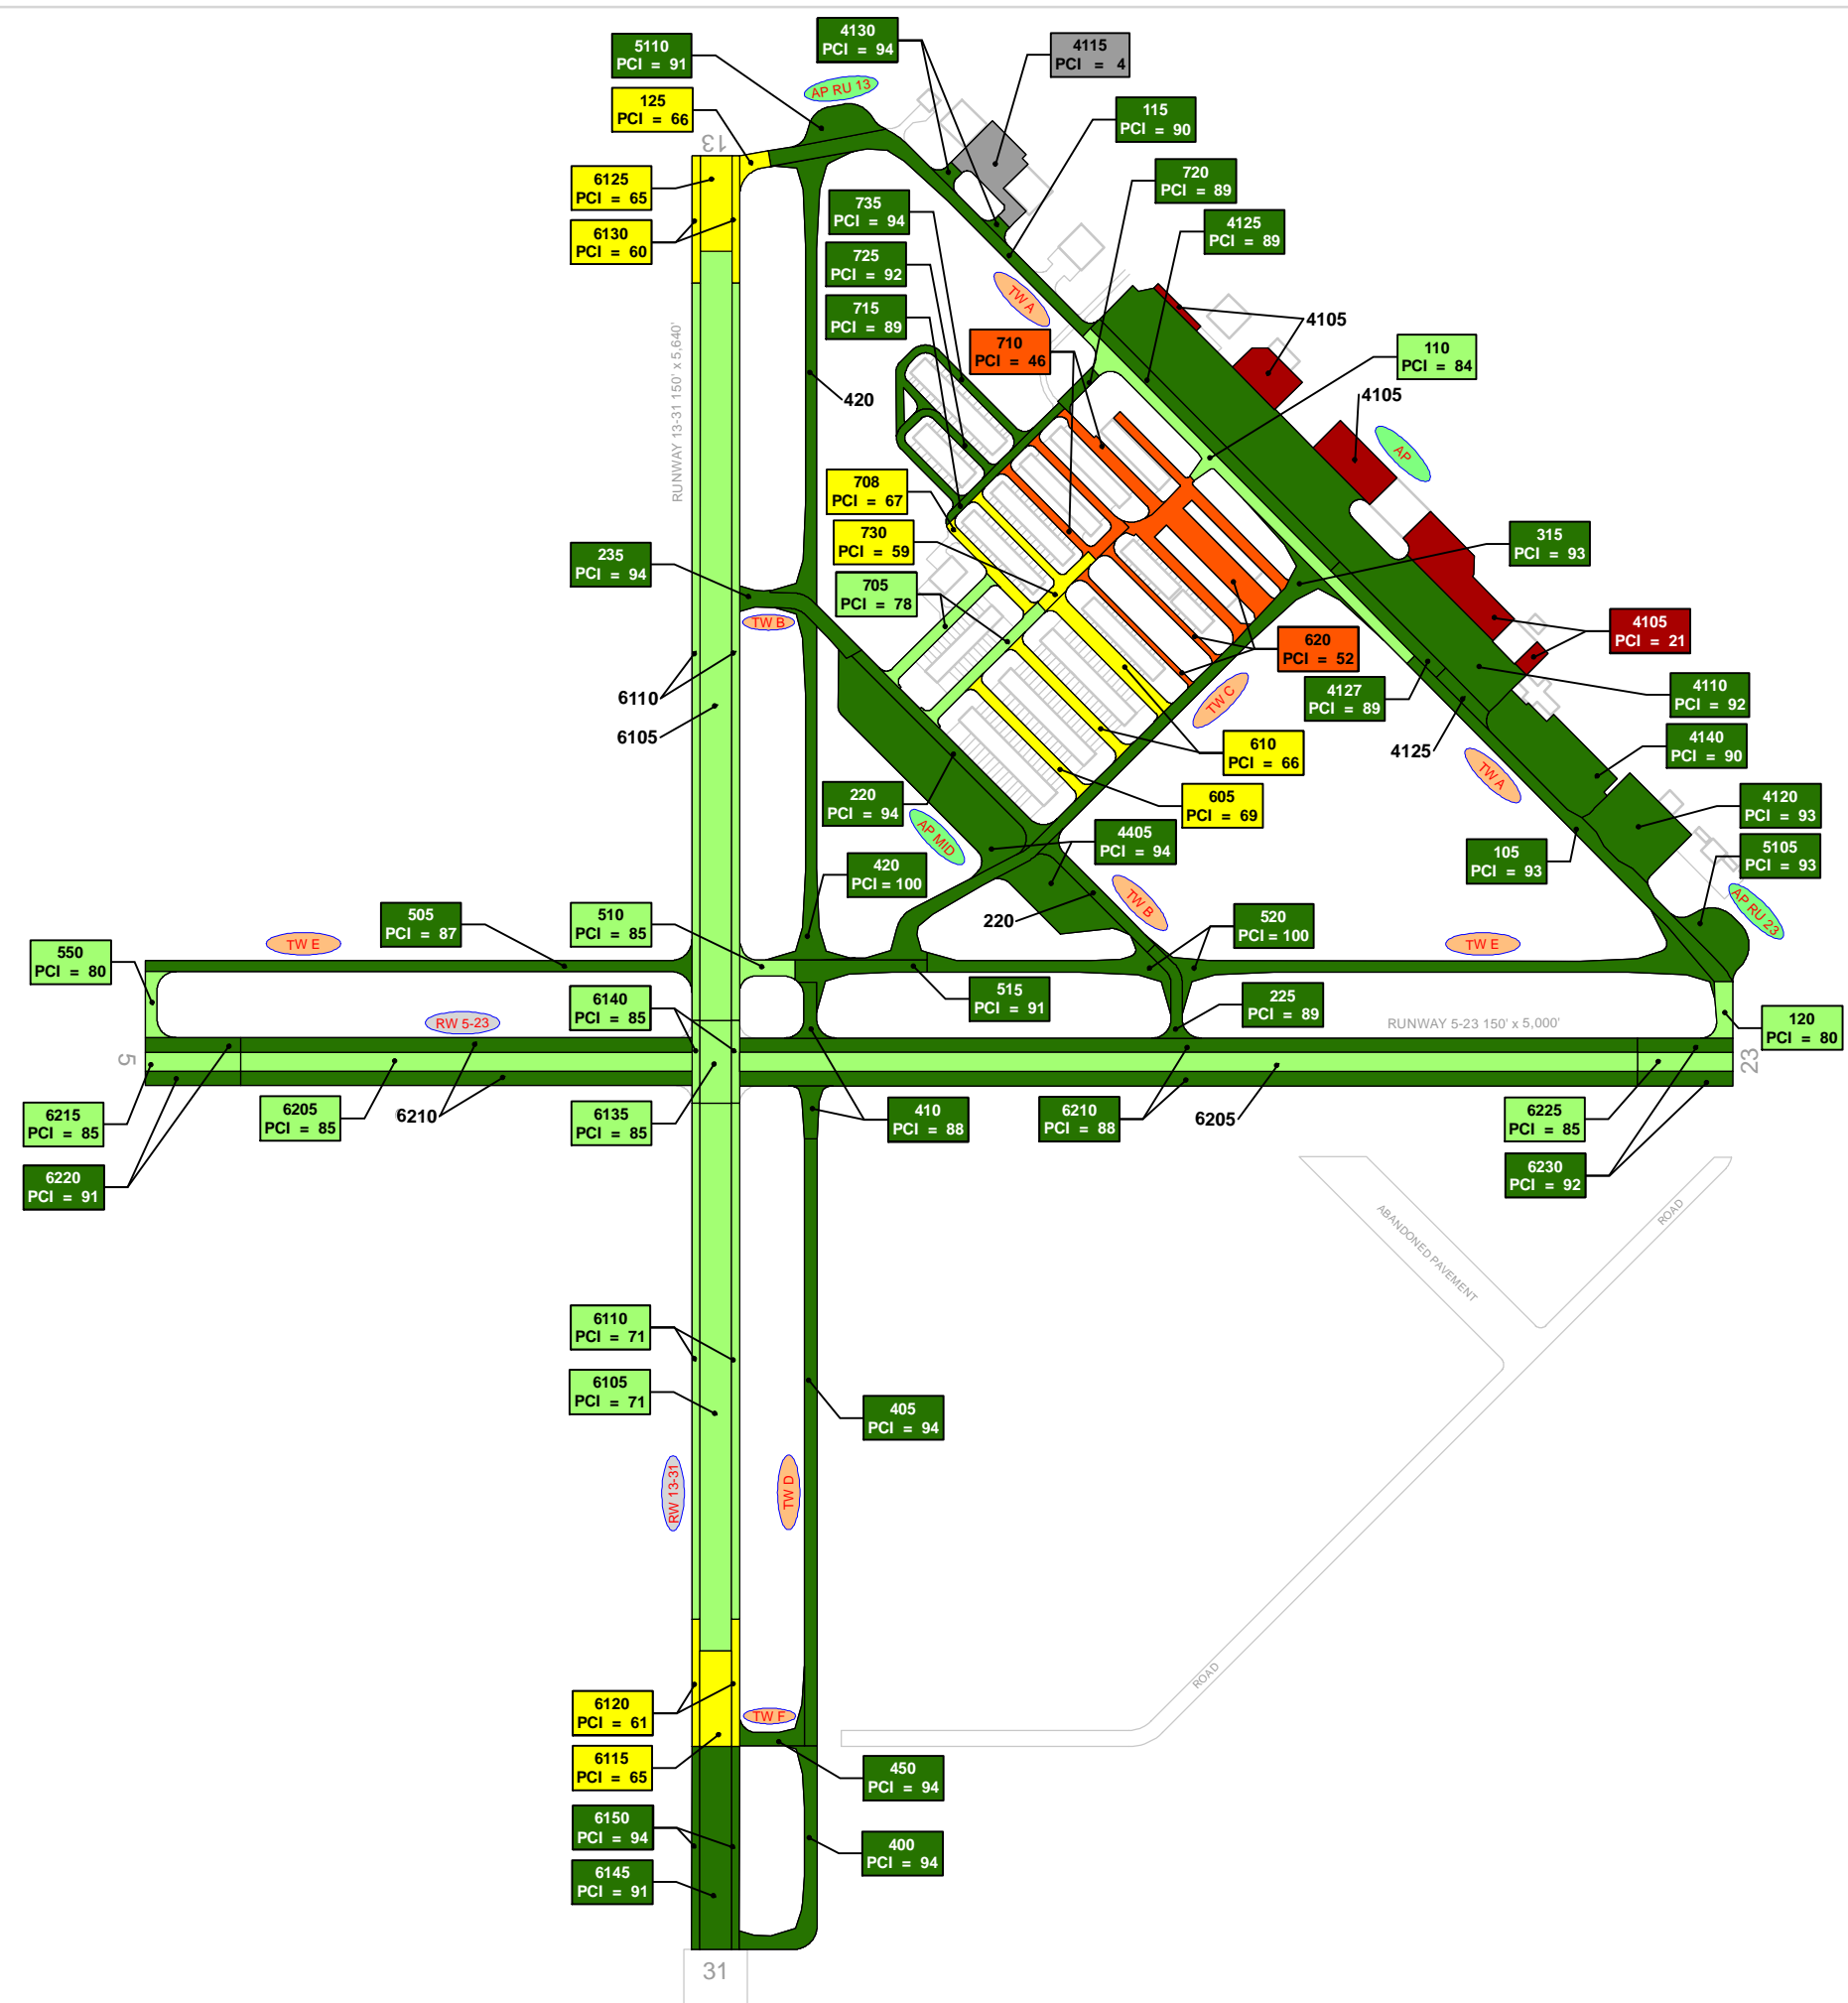 4130
PCI = 94
5110
PCI = 91
4115
PCI = 4
AP RU 13
125
PCI = 66
115
PCI = 90
13
6125
PCI = 65
720
PCI = 89
735
PCI = 94
4125
PCI = 89
6130
PCI = 60
725
PCI = 92
TW A
715
PCI = 89
4105
710
PCI = 46
110
PCI = 84
RUNWAY 13-31 150' x 5,640'
420
4105
AP
708
PCI = 67
730
PCI = 59
315
PCI = 93
235
PCI = 94
705
PCI = 78
TW B
4105
PCI = 21
620
PCI = 52
6110
TW C
4127
PCI = 89
4110
PCI = 92
6105
4125
4140
PCI = 90
610
PCI = 66
TW A
220
PCI = 94
605
PCI = 69
4120
PCI = 93
AP MID
4405
PCI = 94
105
PCI = 93
5105
PCI = 93
420
PCI = 100
505
PCI = 87
510
PCI = 85
220
TW B
520
PCI = 100
AP RU 23
TW E
TW E
550
PCI = 80
515
PCI = 91
225
PCI = 89
6140
PCI = 85
RW 5-23
RUNWAY 5-23 150' x 5,000'
120
PCI = 80
5
23
6215
PCI = 85
6205
PCI = 85
6210
6135
PCI = 85
410
PCI = 88
6210
PCI = 88
6205
6225
PCI = 85
6220
PCI = 91
6230
PCI = 92
ABANDONED PAVEMENT
ROAD
6110
PCI = 71
6105
PCI = 71
405
PCI = 94
RW 13-31
TW D
ROAD
6120
PCI = 61
TW F
6115
PCI = 65
450
PCI = 94
6150
PCI = 94
400
PCI = 94
6145
PCI = 91
31